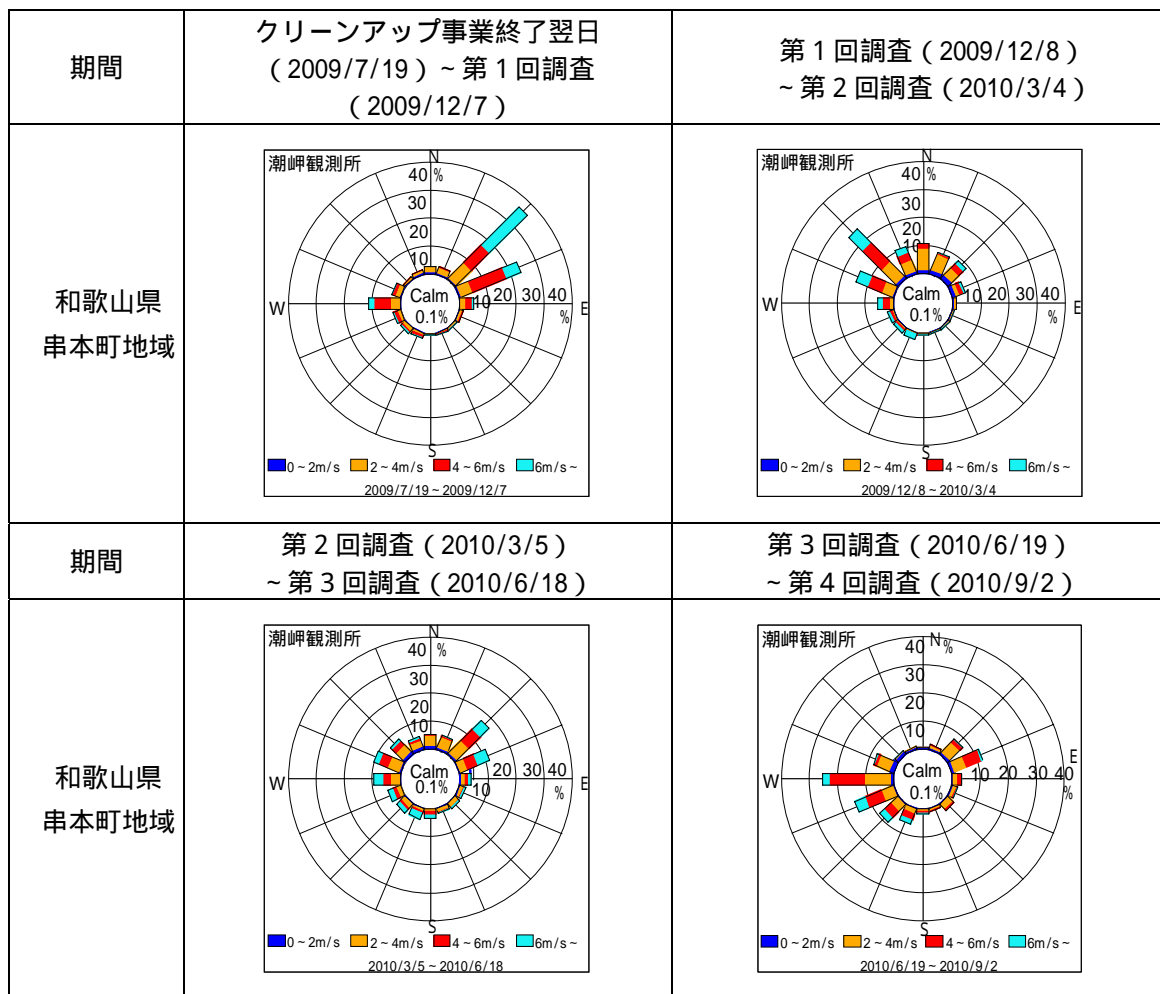 期間
クリーンアップ事業終了翌日
（2009/7/19）~第1回調査
（2009/12/7）
第1回調査（2009/12/8）
~第2回調査（2010/3/4）
和歌山県
串本町地域
潮岬観測所
N
40 %
30
20
10
Calm
0.1%
10 20 30 40
%
W
E
S
0~2m/s 2~4m/s 4~6m/s 6m/s~
2009/7/19~2009/12/7
潮岬観測所
N
40 %
30
20
10
Calm
0.1%
10 20 30 40
%
W
E
S
0~2m/s 2~4m/s 4~6m/s 6m/s~
2009/12/8~2010/3/4
期間
第2回調査（2010/3/5）
~第3回調査（2010/6/18）
第3回調査（2010/6/19）
~第4回調査（2010/9/2）
和歌山県
串本町地域
潮岬観測所
N
40 %
30
20
10
Calm
0.1%
10 20 30 40
%
W
E
S
0~2m/s 2~4m/s 4~6m/s 6m/s~
2010/3/5~2010/6/18
潮岬観測所
N
40 %
30
20
10
Calm
0.1%
10 20 30 40
%
W
E
S
0~2m/s 2~4m/s 4~6m/s 6m/s~
2010/6/19~2010/9/2